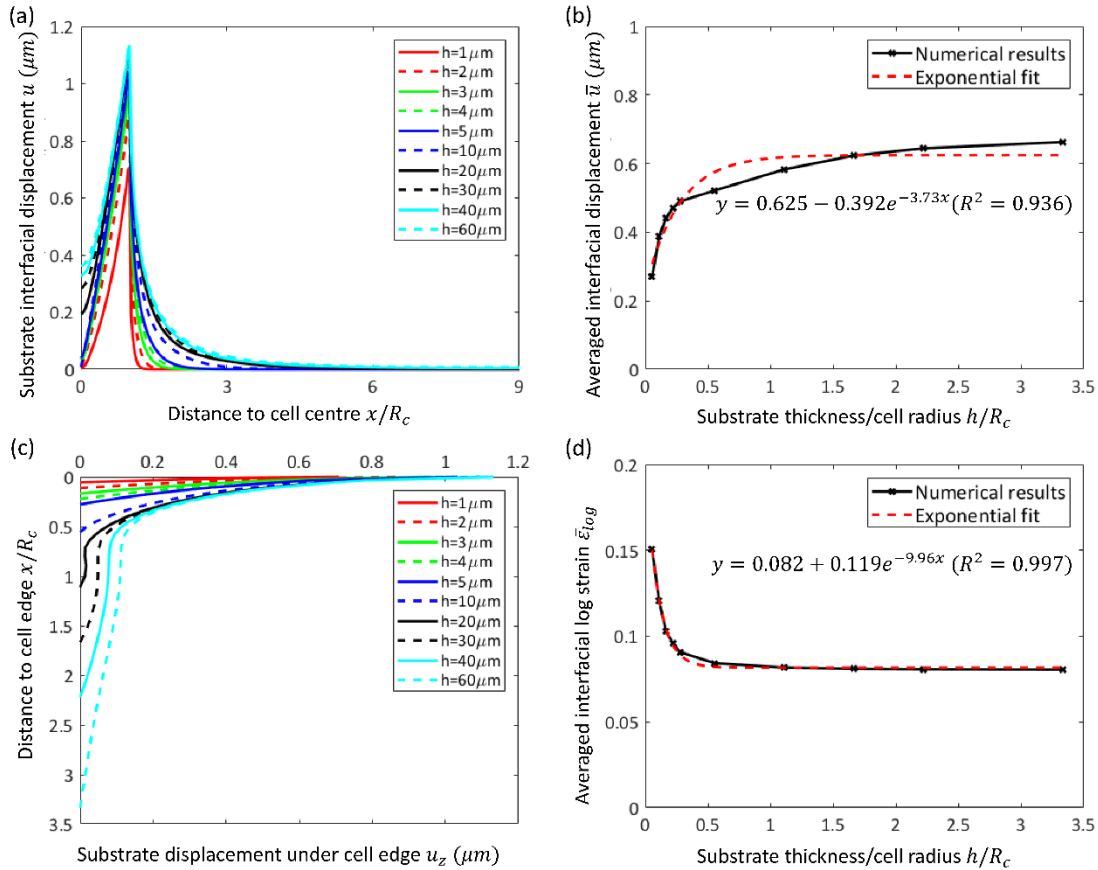 (a)
Substrate interfacial displacement u (μm)
1.2
1
0.8
0.6
0.4
0.2
0
0
3
6
9
Distance to cell centre x/R_c
h=1μm
h=2μm
h=3μm
h=4μm
h=5μm
h=10μm
h=20μm
h=30μm
h=40μm
h=60μm
(b)
Averaged interfacial displacement ū (μm)
1
0.8
0.6
0.4
0.2
0
0
0.5
1
1.5
2
2.5
3
3.5
Substrate thickness/cell radius h/R_c
Numerical results
Exponential fit
y = 0.625 − 0.392e^{−3.73x} (R² = 0.936)
(c)
0
0.2
0.4
0.6
0.8
1
1.2
Distance to cell edge x/R_c
0
0.5
1
1.5
2
2.5
3
3.5
h=1μm
h=2μm
h=3μm
h=4μm
h=5μm
h=10μm
h=20μm
h=30μm
h=40μm
h=60μm
Substrate displacement under cell edge u_z (μm)
(d)
Averaged interfacial log strain ε̄_log
0.2
0.15
0.1
0.05
0
0
0.5
1
1.5
2
2.5
3
3.5
Substrate thickness/cell radius h/R_c
Numerical results
Exponential fit
y = 0.082 + 0.119e^{−9.96x} (R² = 0.997)